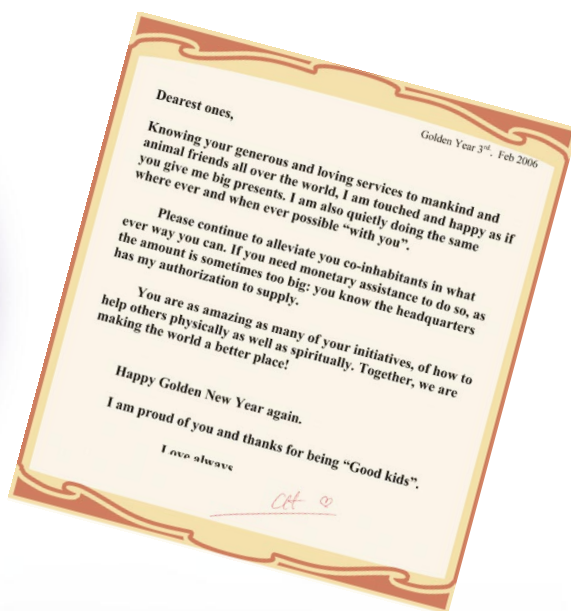 Dearest ones,
Golden Year 3rd. Feb 2006
Knowing your generous and loving services to mankind and
animal friends all over the world, I am touched and happy as if
you give me big presents. I am also quietly doing the same
where ever and when ever possible “with you”.
Please continue to alleviate you co-inhabitants in what
ever way you can. If you need monetary assistance to do so, as
the amount is sometimes too big: you know the headquarters
has my authorization to supply.
You are as amazing as many of your initiatives, of how to
help others physically as well as spiritually. Together, we are
making the world a better place!
Happy Golden New Year again.
I am proud of you and thanks for being “Good kids”.
Love always